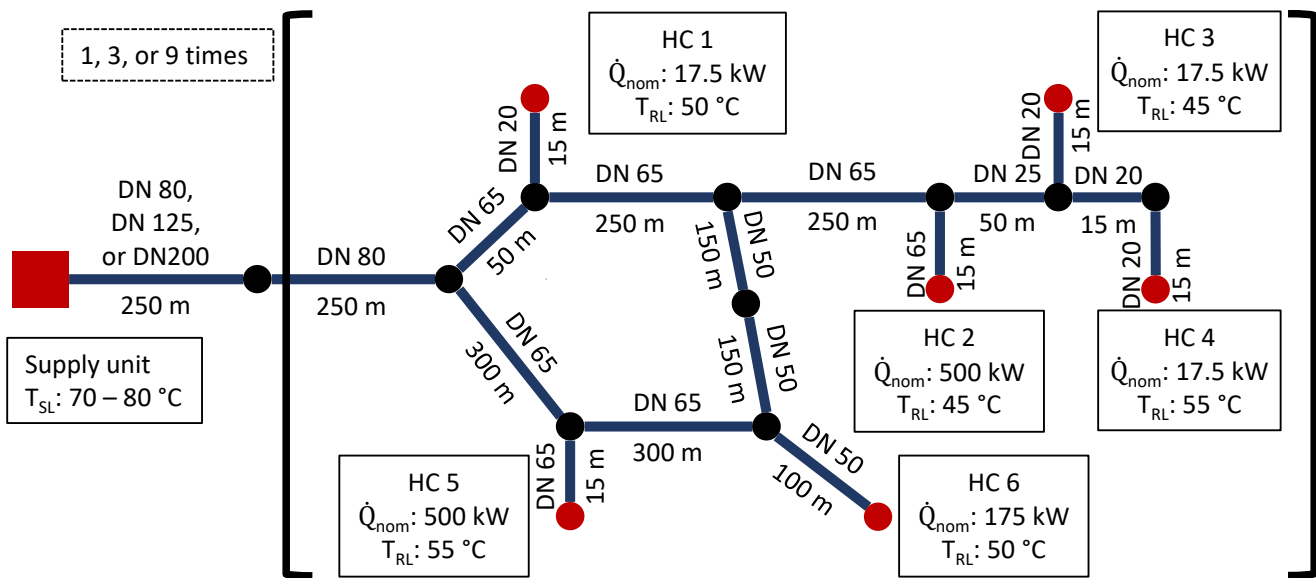 1, 3, or 9 times
HC 1
Q̇nom: 17.5 kW
TRL: 50 °C
HC 3
Q̇nom: 17.5 kW
TRL: 45 °C
DN 20
15 m
DN 20
15 m
DN 80,
DN 125,
or DN200
250 m
DN 80
250 m
DN 65
50 m
DN 65
250 m
DN 65
250 m
DN 25
50 m
DN 20
15 m
DN 50
150 m
DN 50
150 m
DN 65
15 m
DN 20
15 m
DN 65
300 m
DN 65
300 m
DN 65
15 m
DN 50
100 m
Supply unit
TSL: 70 – 80 °C
HC 2
Q̇nom: 500 kW
TRL: 45 °C
HC 4
Q̇nom: 17.5 kW
TRL: 55 °C
HC 5
Q̇nom: 500 kW
TRL: 55 °C
HC 6
Q̇nom: 175 kW
TRL: 50 °C